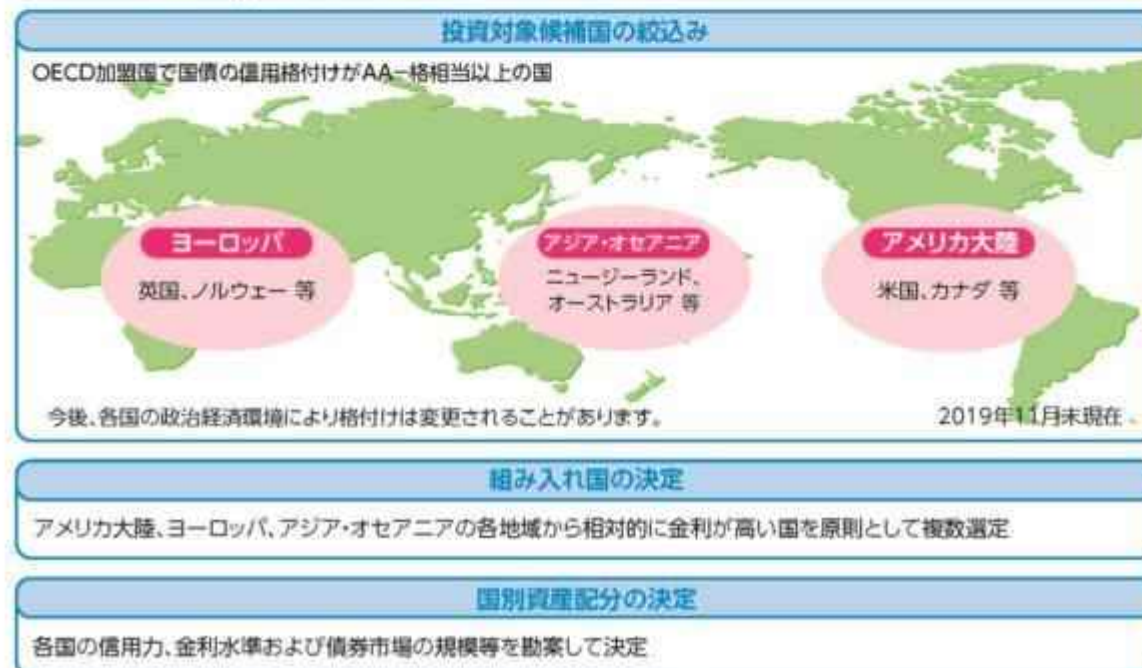 投資対象候補国の絞込み
OECD加盟国で国債の信用格付けがAA−格相当以上の国
ヨーロッパ
英国、ノルウェー 等
アジア・オセアニア
ニュージーランド、
オーストラリア 等
アメリカ大陸
米国、カナダ 等
今後、各国の政治経済環境により格付けは変更されることがあります。
2019年11月末現在
組み入れ国の決定
アメリカ大陸、ヨーロッパ、アジア・オセアニアの各地域から相対的に金利が高い国を原則として複数選定
国別資産配分の決定
各国の信用力、金利水準および債券市場の規模等を勘案して決定